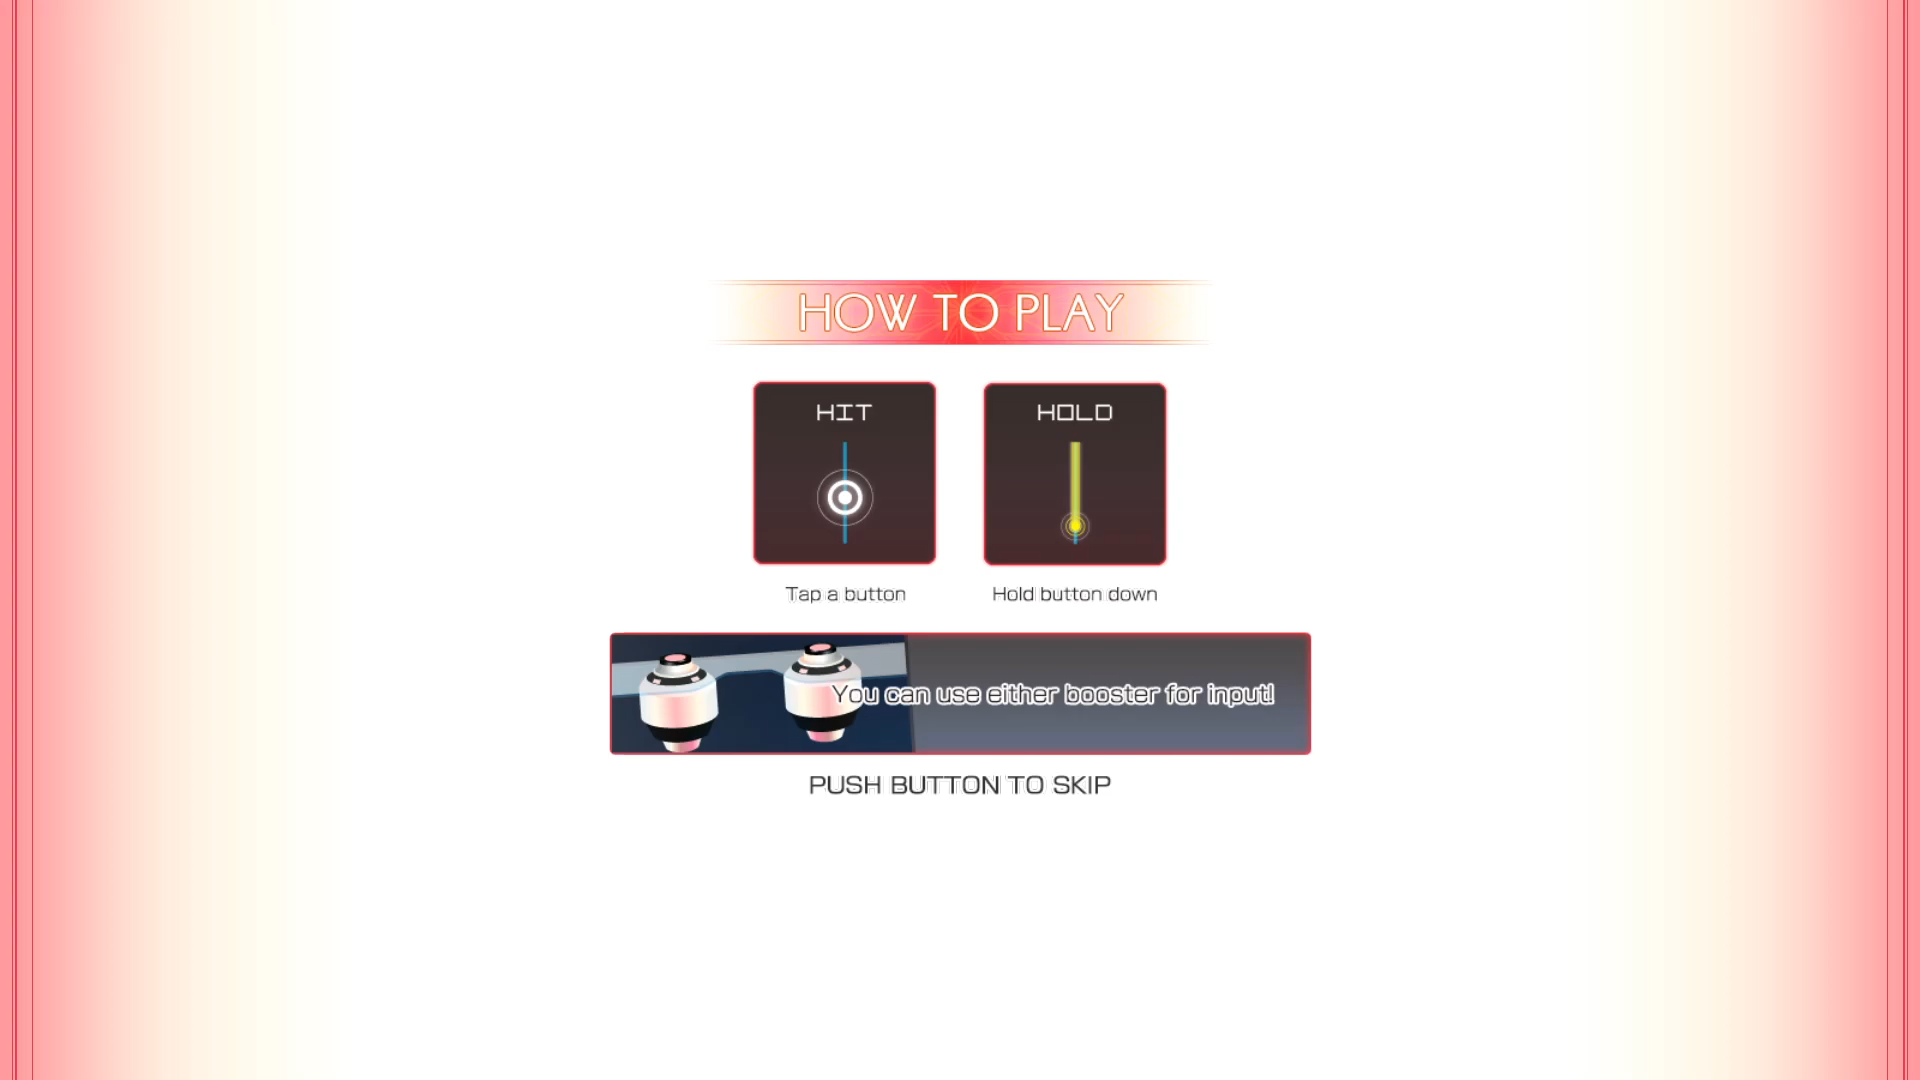 HOW TO PLAY
HIT
HOLD
Tap a button
Hold button down
You can use either booster for input!
PUSH BUTTON TO SKIP